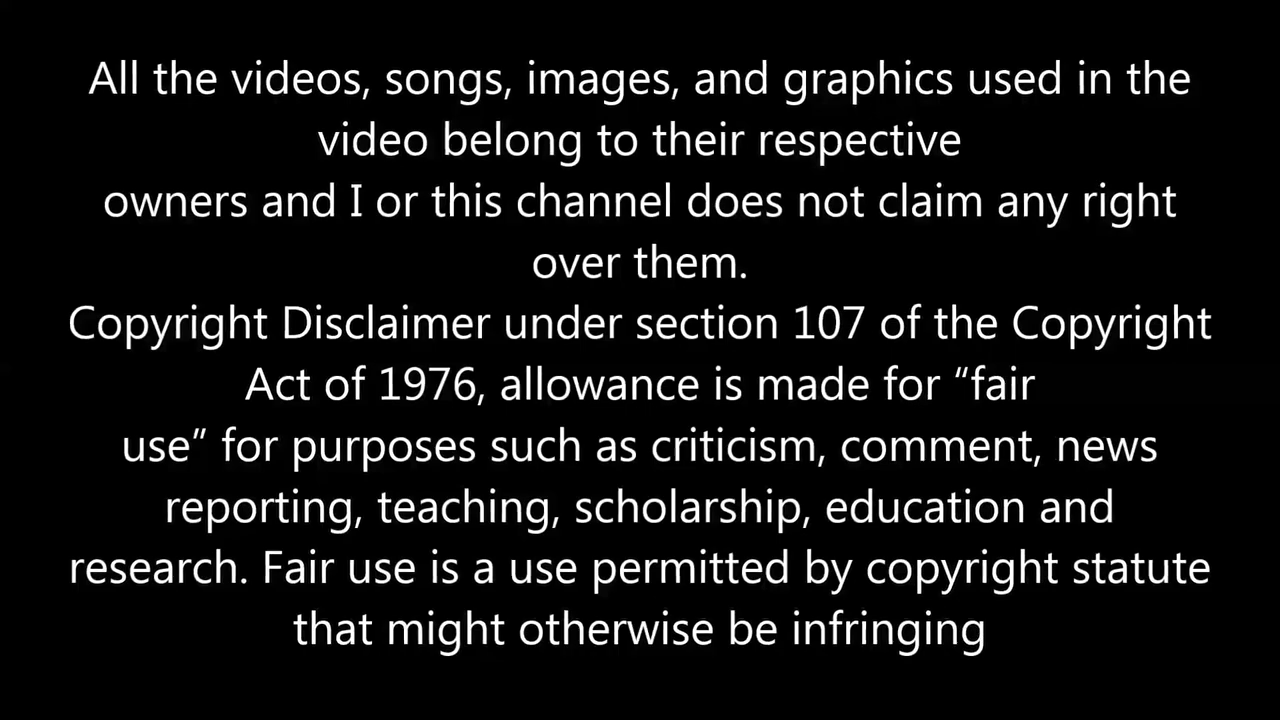 All the videos, songs, images, and graphics used in the
video belong to their respective
owners and I or this channel does not claim any right
over them.
Copyright Disclaimer under section 107 of the Copyright
Act of 1976, allowance is made for “fair
use” for purposes such as criticism, comment, news
reporting, teaching, scholarship, education and
research. Fair use is a use permitted by copyright statute
that might otherwise be infringing